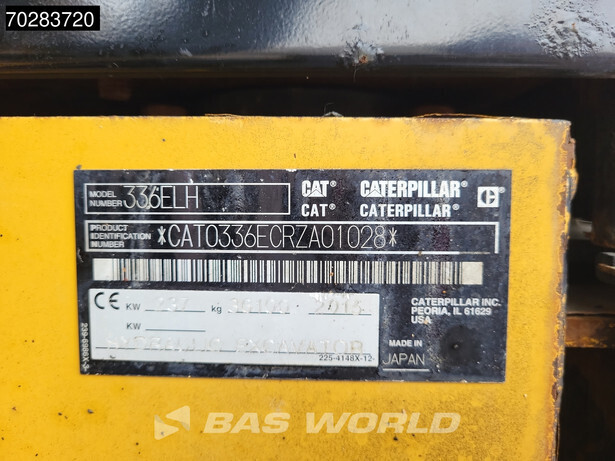 70283720
MODEL NUMBER 336ELH
CAT® CATERPILLAR®
CAT® CATERPILLAR®
PRODUCT IDENTIFICATION NUMBER *CAT0336ECRZA01028*
CE KW kg
KW
EXCAVATOR
225-4148X-12
CATERPILLAR INC.
PEORIA, IL 61629
USA
MADE IN
JAPAN
BAS WORLD